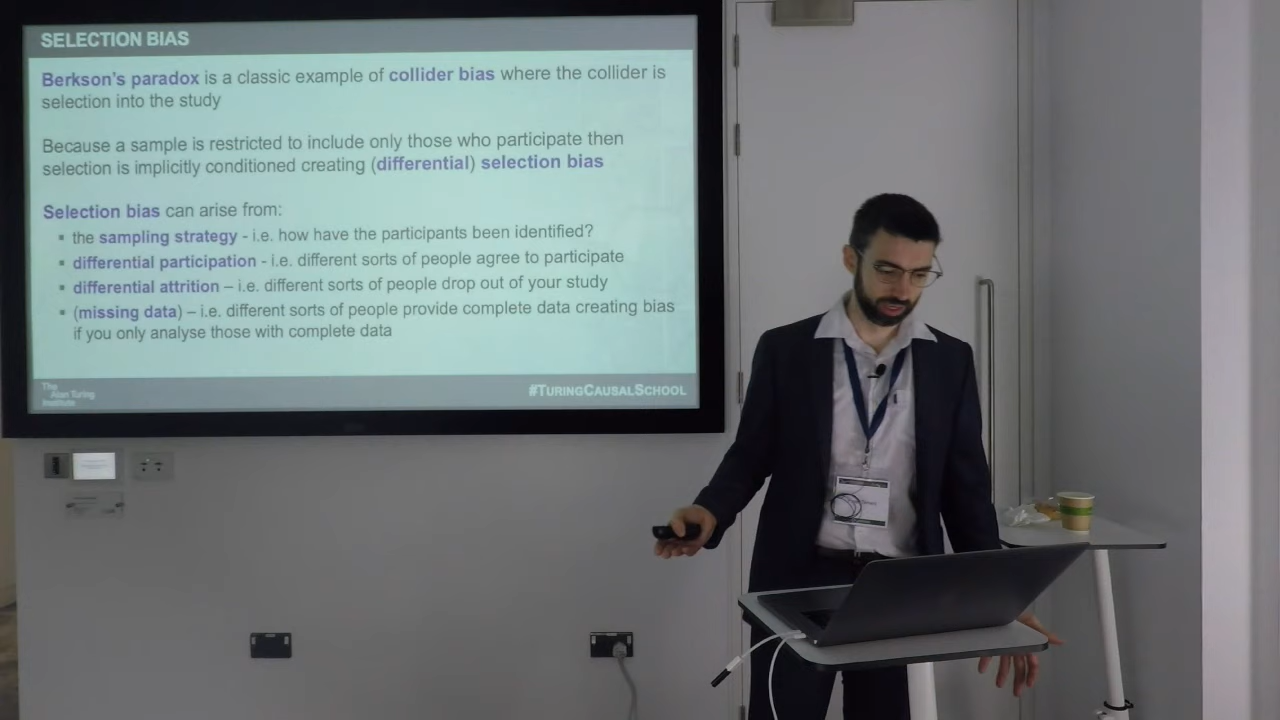 SELECTION BIAS
Berkson's paradox is a classic example of collider bias where the collider is
selection into the study
Because a sample is restricted to include only those who participate then
selection is implicitly conditioned creating (differential) selection bias
Selection bias can arise from:
▪ the sampling strategy - i.e. how have the participants been identified?
▪ differential participation - i.e. different sorts of people agree to participate
▪ differential attrition – i.e. different sorts of people drop out of your study
▪ (missing data) – i.e. different sorts of people provide complete data creating bias
if you only analyse those with complete data
The
Alan Turing
Institute
#TURINGCAUSALSCHOOL